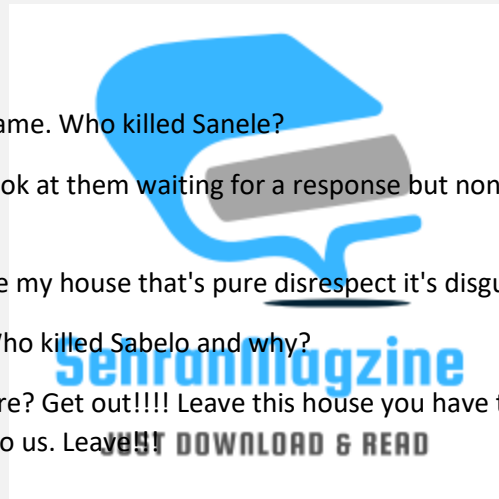 ame. Who killed Sanele?
ok at them waiting for a response but non
e my house that's pure disrespect it's disgu
Who killed Sabelo and why?
SehranMagzine
re? Get out!!!! Leave this house you have t
o us. Leave!!!
JUST DOWNLOAD & READ